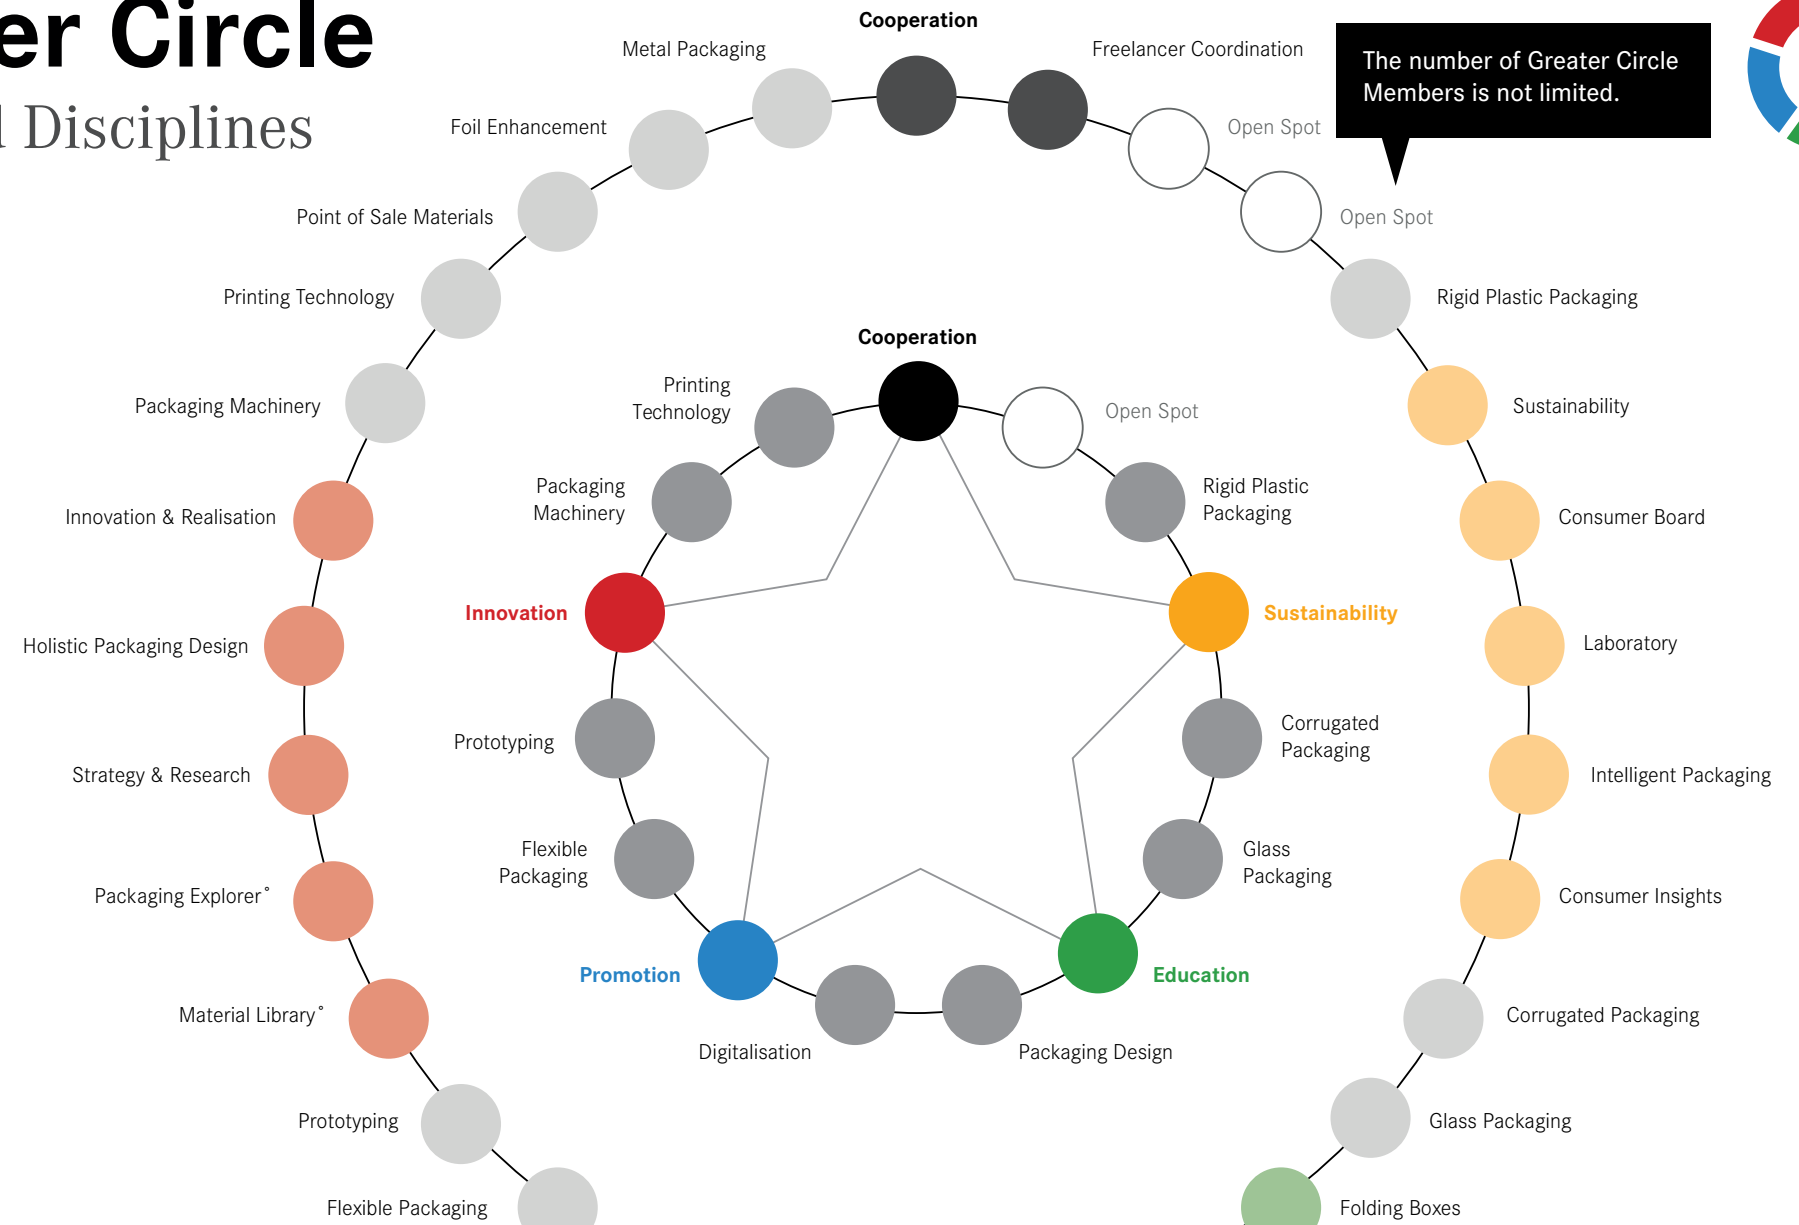 er Circle
Disciplines
The number of Greater Circle
Members is not limited.
Cooperation
Metal Packaging
Freelancer Coordination
Foil Enhancement
Open Spot
Point of Sale Materials
Open Spot
Printing Technology
Rigid Plastic Packaging
Packaging Machinery
Sustainability
Innovation & Realisation
Consumer Board
Holistic Packaging Design
Laboratory
Strategy & Research
Intelligent Packaging
Packaging Explorer°
Consumer Insights
Material Library°
Corrugated Packaging
Prototyping
Glass Packaging
Flexible Packaging
Folding Boxes
Cooperation
Printing
Technology
Open Spot
Packaging
Machinery
Rigid Plastic
Packaging
Innovation
Sustainability
Prototyping
Corrugated
Packaging
Flexible
Packaging
Glass
Packaging
Promotion
Education
Digitalisation
Packaging Design